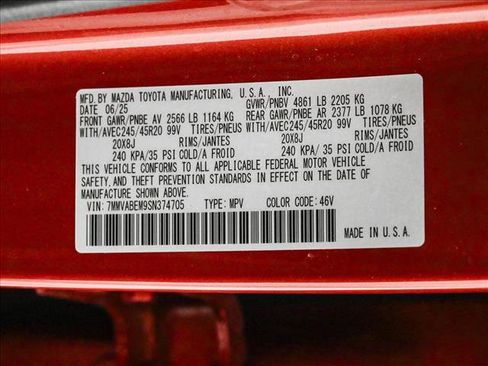 MFD. BY MAZDA TOYOTA MANUFACTURING, U.S.A., INC.
DATE 06/25 GVWR/PNBV 4861 LB 2205 KG
FRONT GAWR/PNBE AV 2566 LB 1164 KG REAR GAWR/PNBE AR 2377 LB 1078 KG
WITH/AVEC245/45R20 99V TIRES/PNEUS WITH/AVEC245/45R20 99V TIRES/PNEUS
20X8J RIMS/JANTES 20X8J RIMS/JANTES
240 KPA/ 35 PSI COLD/A FROID 240 KPA/ 35 PSI COLD/A FROID
THIS VEHICLE CONFORMS TO ALL APPLICABLE FEDERAL MOTOR VEHICLE
SAFETY, AND THEFT PREVENTION STANDARDS IN EFFECT ON THE DATE OF
MANUFACTURE SHOWN ABOVE.
VIN: 7MMVABEM9SN374705 TYPE: MPV COLOR CODE: 46V
MADE IN U.S.A.